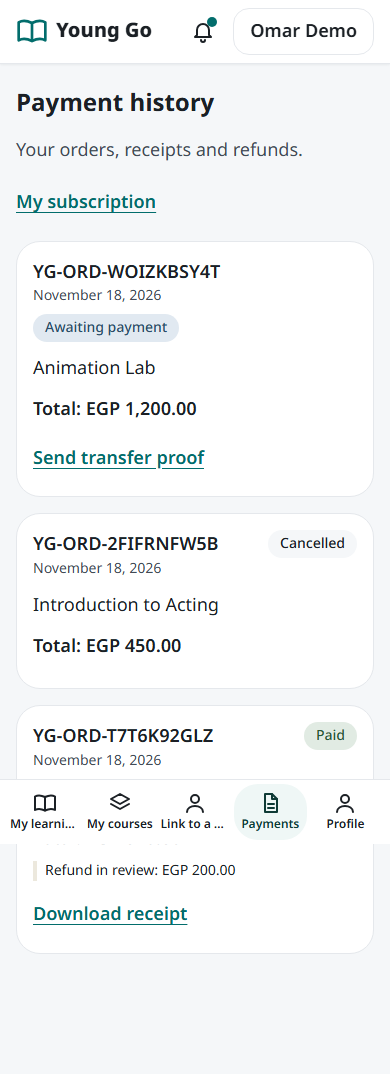 Young Go
Omar Demo
Payment history
Your orders, receipts and refunds.
My subscription
YG-ORD-WOIZKBSY4T
November 18, 2026
Awaiting payment
Animation Lab
Total: EGP 1,200.00
Send transfer proof
YG-ORD-2FIFRNFW5B
Cancelled
November 18, 2026
Introduction to Acting
Total: EGP 450.00
YG-ORD-T7T6K92GLZ
Paid
November 18, 2026
My learni...
My courses
Link to a ...
Payments
Profile
Refund in review: EGP 200.00
Download receipt